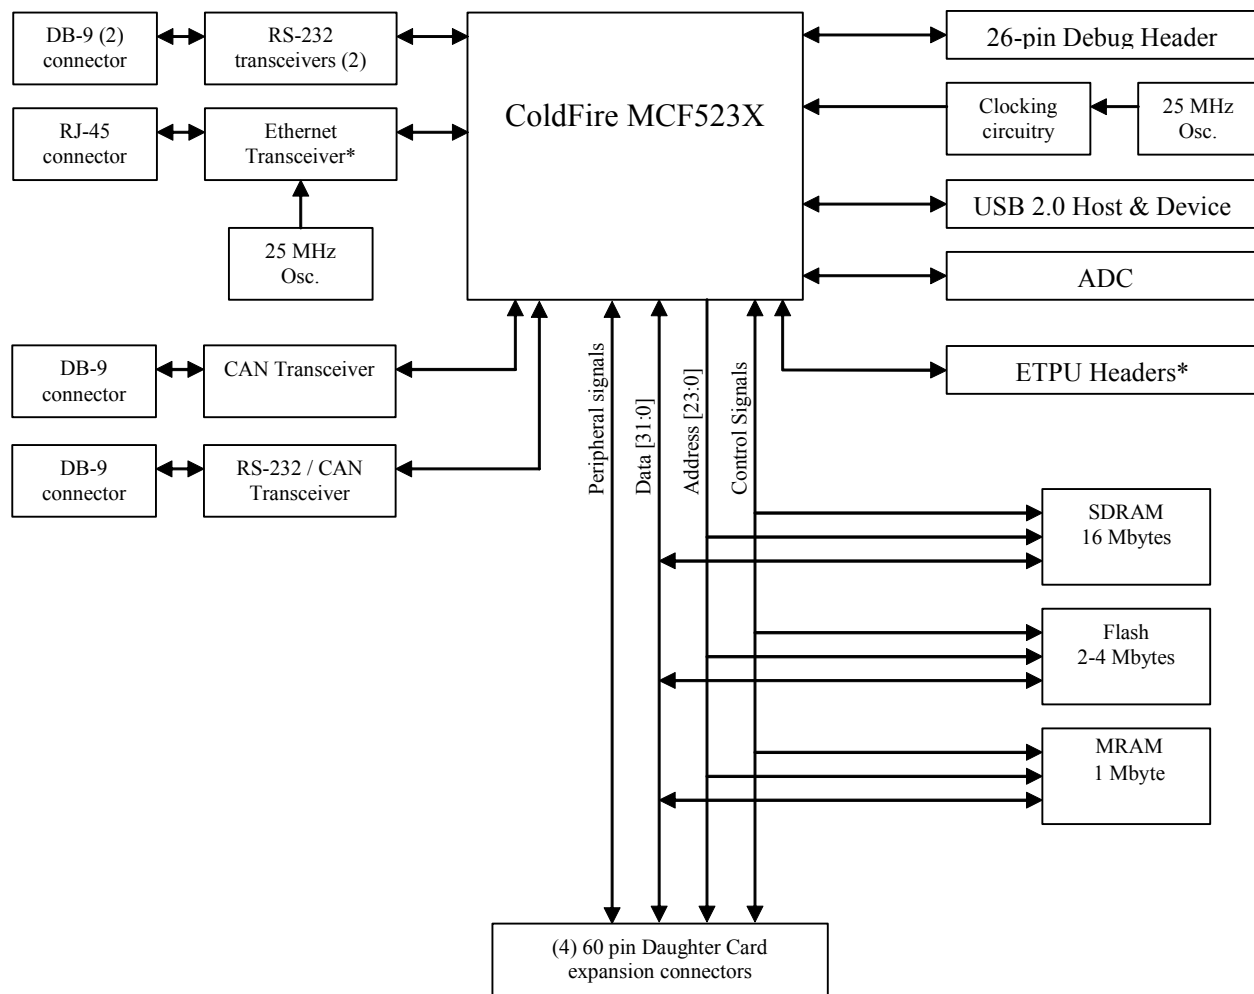 DB-9 (2)
connector
RS-232
transceivers (2)
ColdFire MCF523X
26-pin Debug Header
RJ-45
connector
Ethernet
Transceiver*
Clocking
circuitry
25 MHz
Osc.
25 MHz
Osc.
USB 2.0 Host & Device
ADC
DB-9
connector
CAN Transceiver
ETPU Headers*
DB-9
connector
RS-232 / CAN
Transceiver
Peripheral signals
Data [31:0]
Address [23:0]
Control Signals
SDRAM
16 Mbytes
Flash
2-4 Mbytes
MRAM
1 Mbyte
(4) 60 pin Daughter Card
expansion connectors